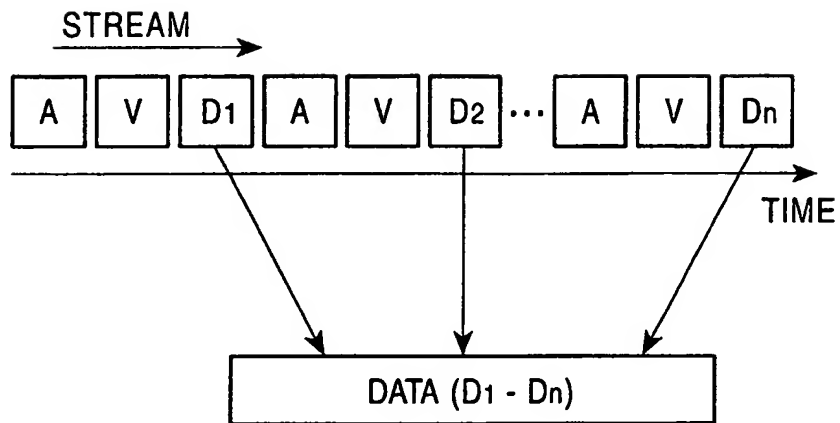 STREAM
A V D1 A V D2 ... A V Dn
TIME
DATA (D1 - Dn)